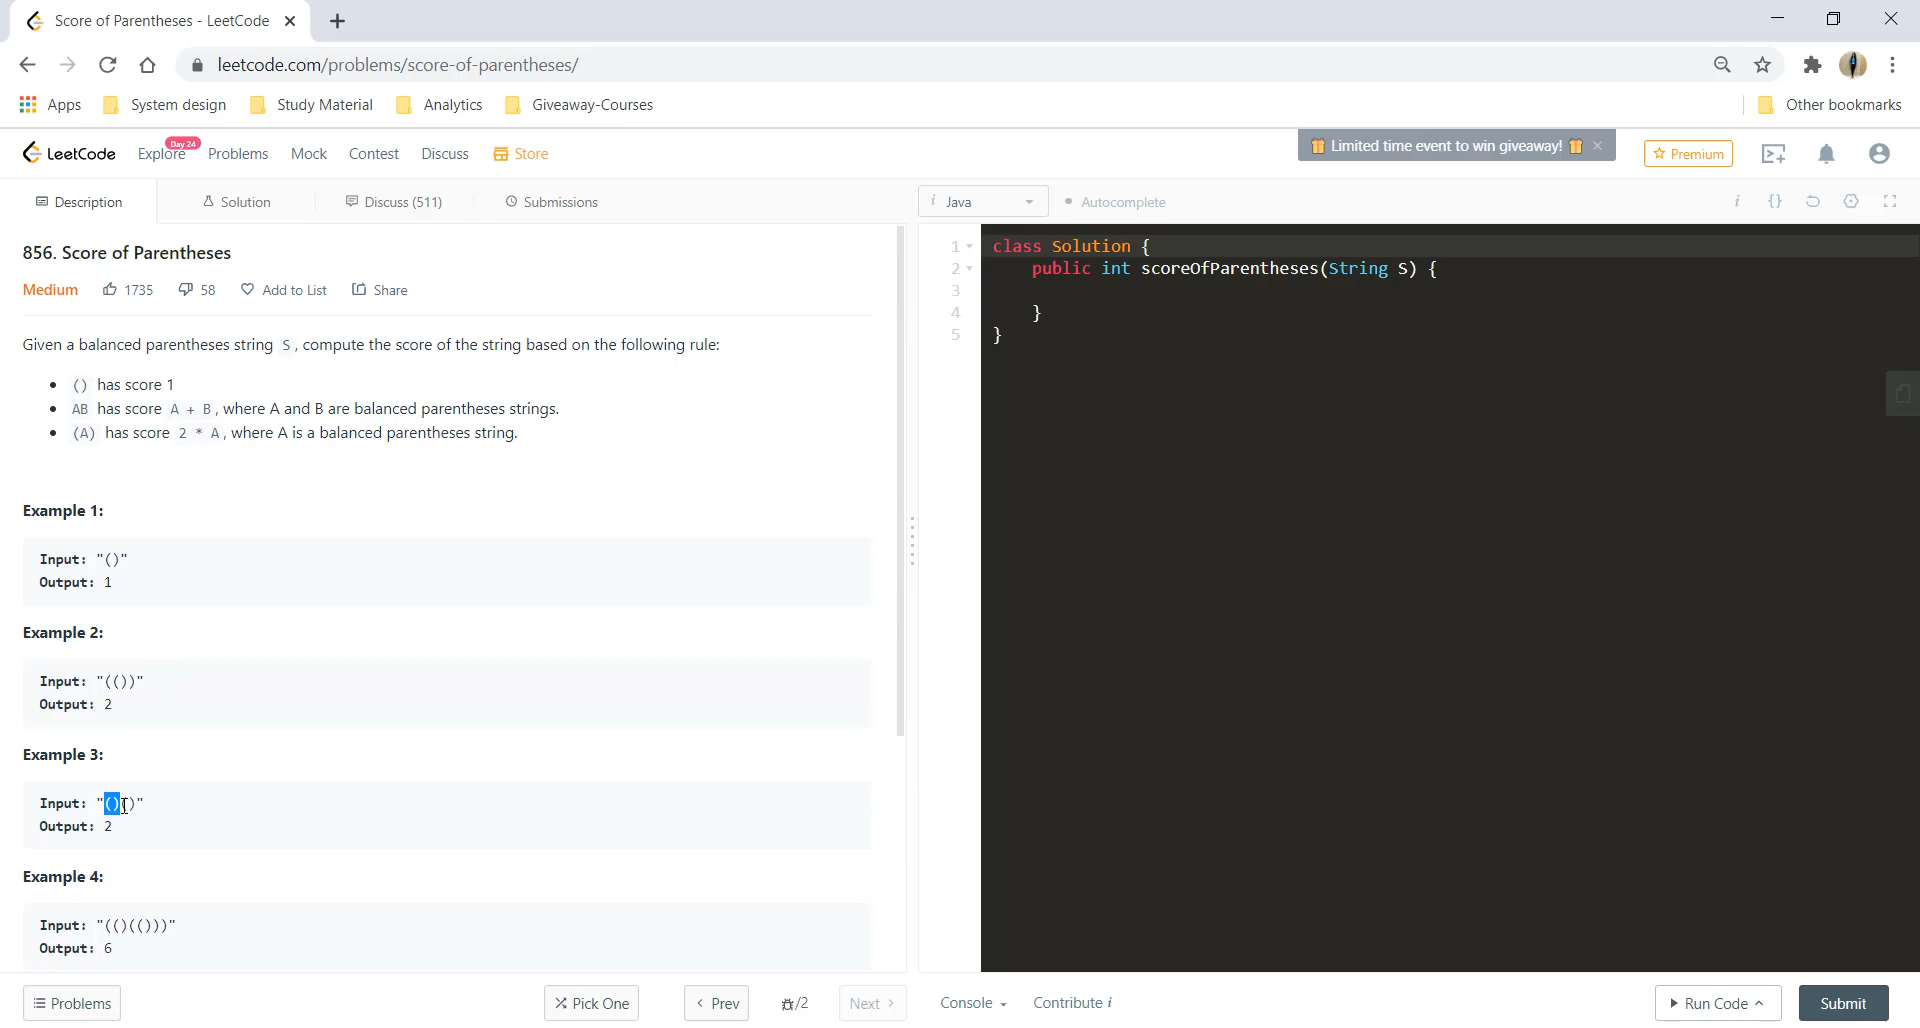 Score of Parentheses - LeetCode
leetcode.com/problems/score-of-parentheses/
Apps System design Study Material Analytics Giveaway-Courses Other bookmarks
LeetCode Explore Day 24 Problems Mock Contest Discuss Store Limited time event to win giveaway! Premium
Description Solution Discuss (511) Submissions
i Java Autocomplete i {}
856. Score of Parentheses
Medium 1735 58 Add to List Share
Given a balanced parentheses string S, compute the score of the string based on the following rule:
• () has score 1
• AB has score A + B, where A and B are balanced parentheses strings.
• (A) has score 2 * A, where A is a balanced parentheses string.
Example 1:
Input: "()"
Output: 1
Example 2:
Input: "(())"
Output: 2
Example 3:
Input: "()()"
Output: 2
Example 4:
Input: "(()(()))"
Output: 6
1 class Solution {
2 public int scoreOfParentheses(String S) {
3
4 }
5 }
Problems Pick One < Prev /2 Next > Console Contribute i Run Code Submit